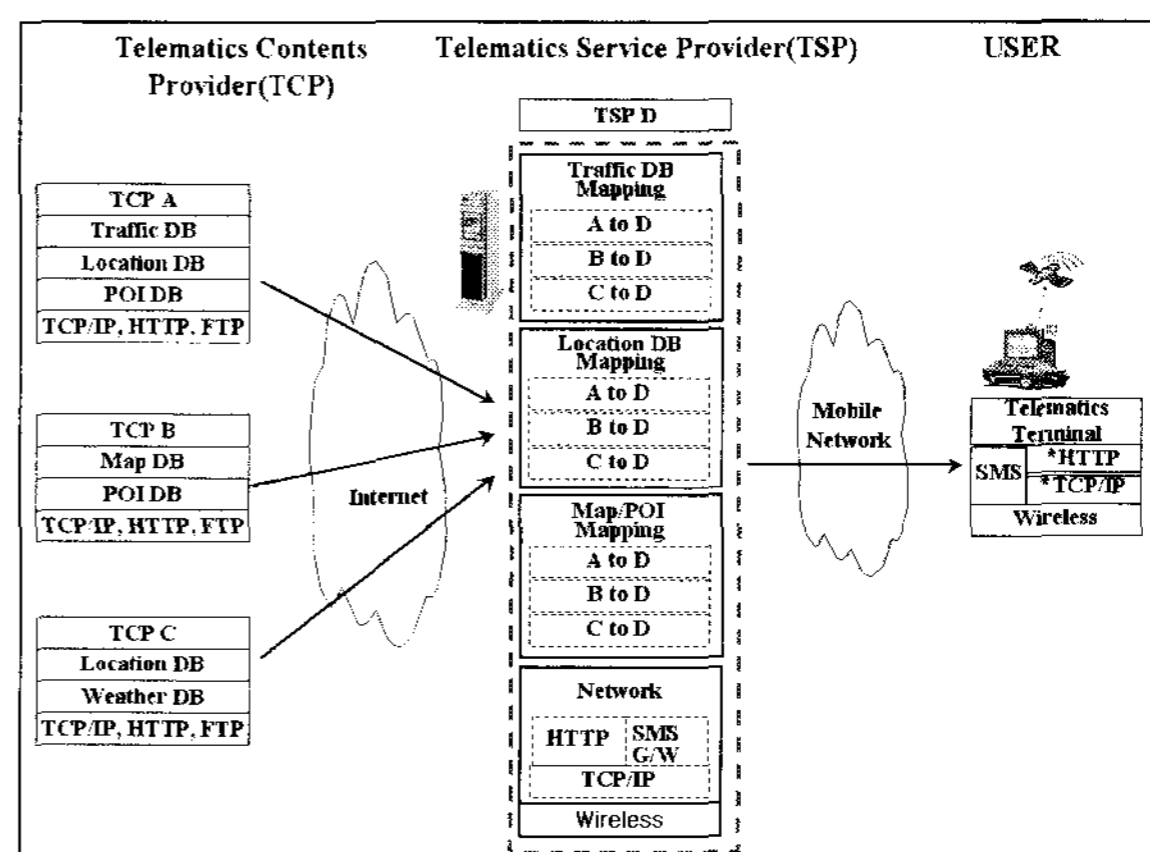 Telematics Contents
Provider(TCP)
Telematics Service Provider(TSP)
USER
TCP A
Traffic DB
Location DB
POI DB
TCP/IP, HTTP, FTP
TCP B
Map DB
POI DB
TCP/IP, HTTP, FTP
TCP C
Location DB
Weather DB
TCP/IP, HTTP, FTP
Internet
TSP D
Traffic DB
Mapping
A to D
B to D
C to D
Location DB
Mapping
A to D
B to D
C to D
Map/POI
Mapping
A to D
B to D
C to D
Network
HTTP
SMS
G/W
TCP/IP
Wireless
Mobile
Network
Telematics
Terminal
SMS
*HTTP
*TCP/IP
Wireless